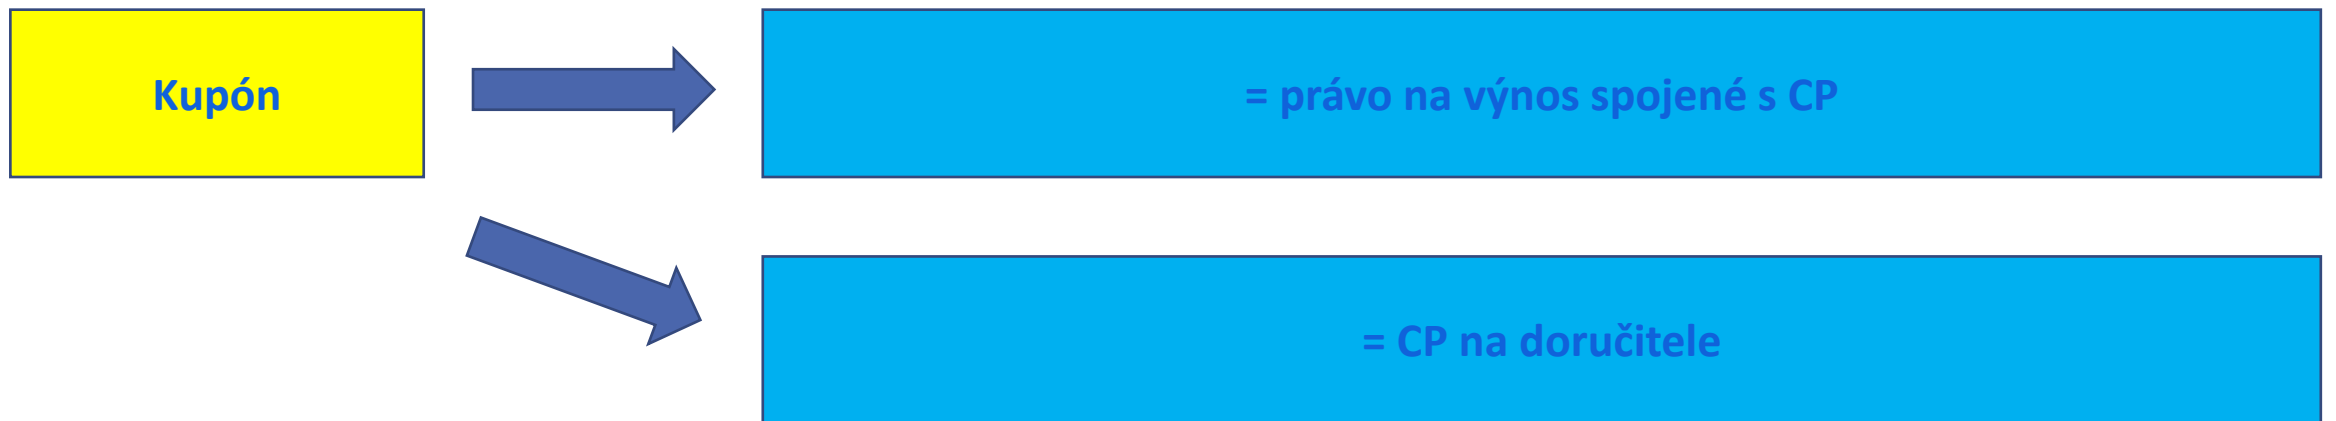 Kupón
= právo na výnos spojené s CP
= CP na doručitele